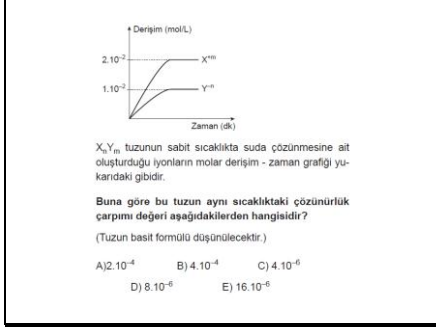 Derişim (mol/L)
2.10⁻²
X⁺ᵐ
1.10⁻²
Y⁻ⁿ
Zaman (dk)
XₙYₘ tuzunun sabit sıcaklıkta suda çözünmesine ait
oluşturduğu iyonların molar derişim - zaman grafiği yu-
karıdaki gibidir.
Buna göre bu tuzun aynı sıcaklıktaki çözünürlük
çarpımı değeri aşağıdakilerden hangisidir?
(Tuzun basit formülü düşünülecektir.)
A)2.10⁻⁴ B) 4.10⁻⁴ C) 4.10⁻⁶
D) 8.10⁻⁶ E) 16.10⁻⁶